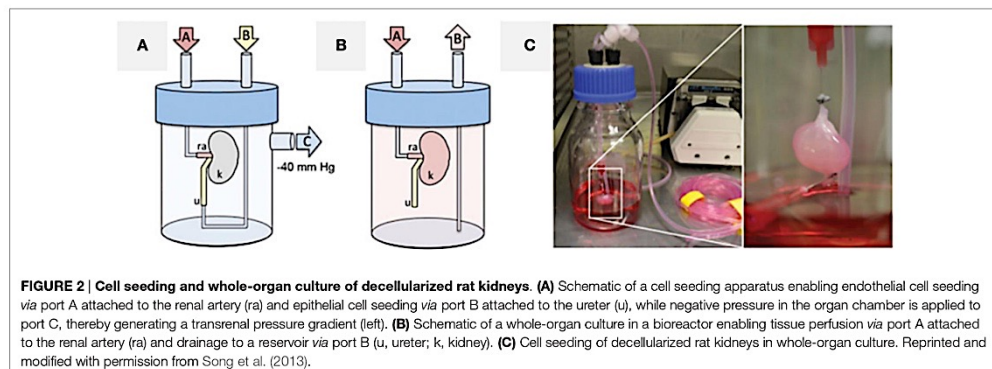 A
A
B
B
A
B
C
ra
k
u
C
-40 mm Hg
ra
k
u
FIGURE 2 | Cell seeding and whole-organ culture of decellularized rat kidneys. (A) Schematic of a cell seeding apparatus enabling endothelial cell seeding
via port A attached to the renal artery (ra) and epithelial cell seeding via port B attached to the ureter (u), while negative pressure in the organ chamber is applied to
port C, thereby generating a transrenal pressure gradient (left). (B) Schematic of a whole-organ culture in a bioreactor enabling tissue perfusion via port A attached
to the renal artery (ra) and drainage to a reservoir via port B (u, ureter; k, kidney). (C) Cell seeding of decellularized rat kidneys in whole-organ culture. Reprinted and
modified with permission from Song et al. (2013).